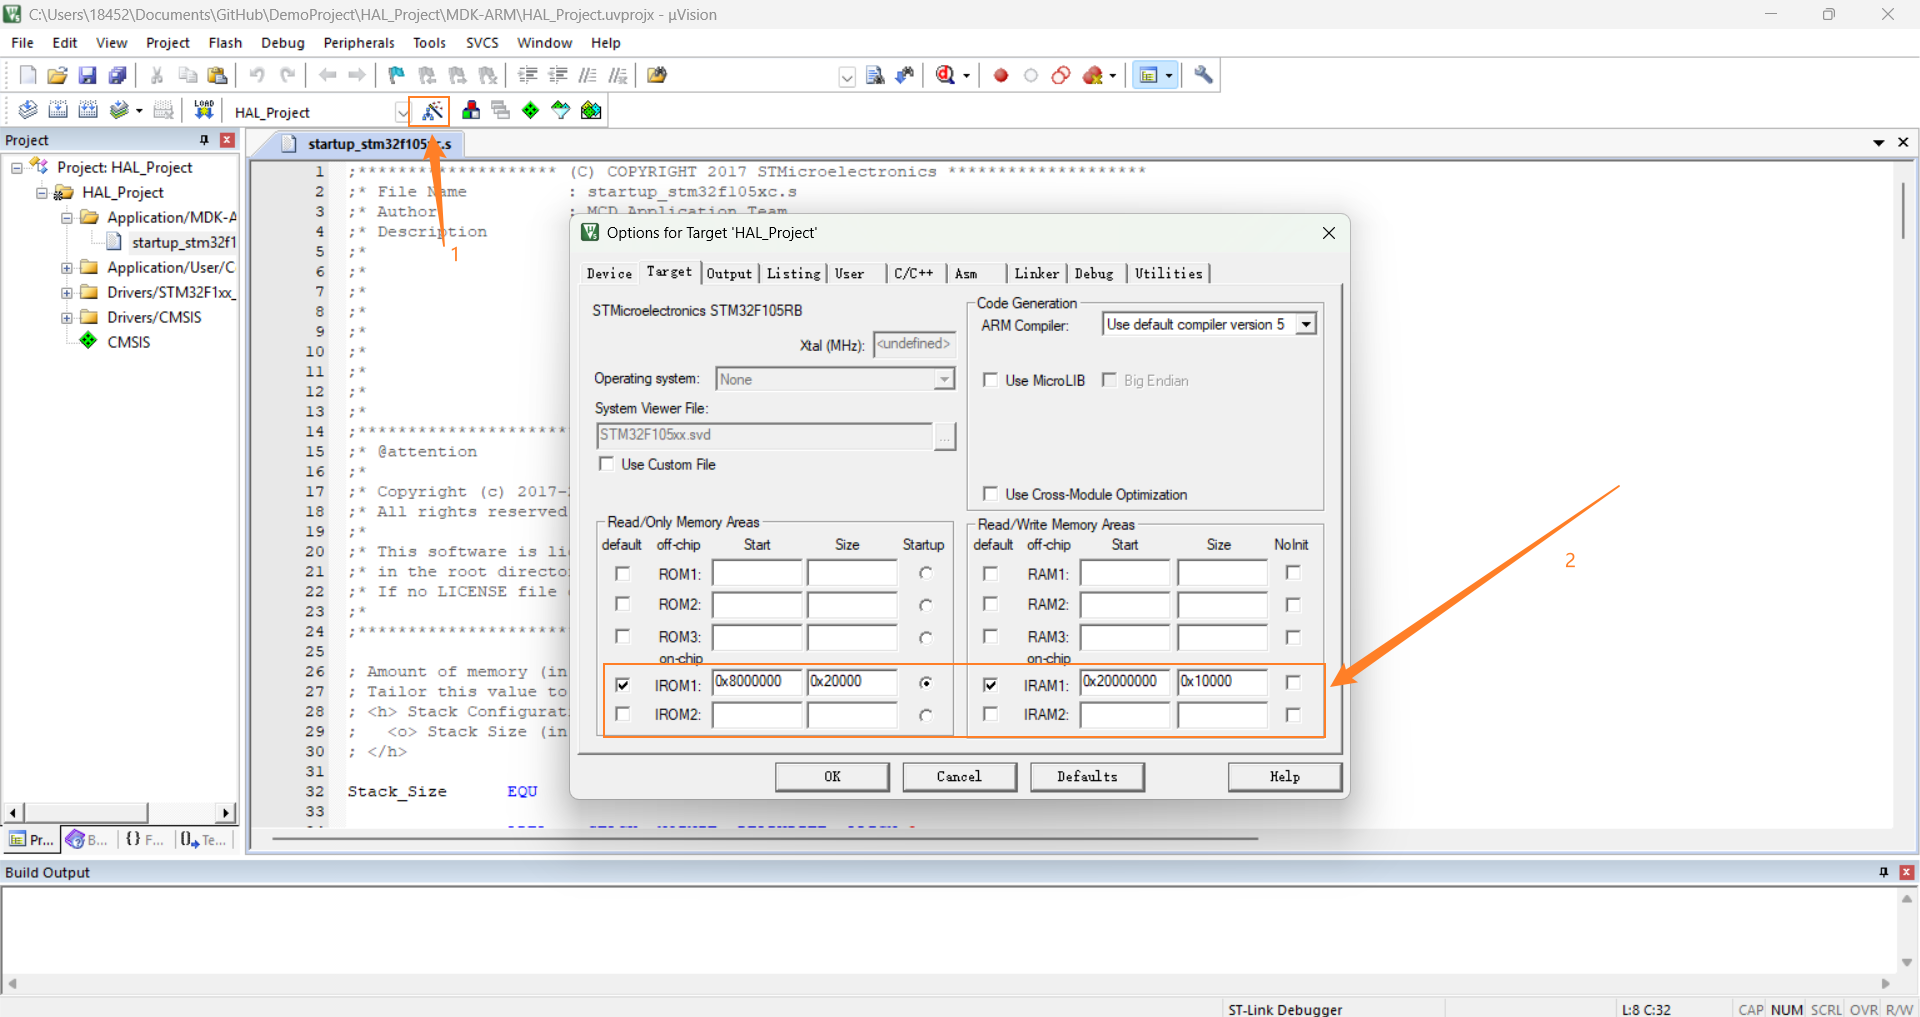 C:\Users\18452\Documents\GitHub\DemoProject\HAL_Project\MDK-ARM\HAL_Project.uvprojx - µVision
File Edit View Project Flash Debug Peripherals Tools SVCS Window Help
LOAD HAL_Project
Project
startup_stm32f105xc.s
Project: HAL_Project
HAL_Project
Application/MDK-A
startup_stm32f1
Application/User/C
Drivers/STM32F1xx_
Drivers/CMSIS
CMSIS
Pr... B... {} F... Te...
1 ;******************** (C) COPYRIGHT 2017 STMicroelectronics ********************
2 ;* File Name : startup_stm32f105xc.s
3 ;* Author : MCD Application Team
4 ;* Description
5 ;*
6 ;*
7 ;*
8 ;*
9 ;*
10 ;*
11 ;*
12 ;*
13 ;*
14 ;*********************
15 ;* @attention
16 ;*
17 ;* Copyright (c) 2017-
18 ;* All rights reserved
19 ;*
20 ;* This software is li
21 ;* in the root directo
22 ;* If no LICENSE file
23 ;*
24 ;*********************
25
26 ; Amount of memory (in
27 ; Tailor this value to
28 ; <h> Stack Configurat
29 ;   <o> Stack Size (in
30 ; </h>
31
32 Stack_Size EQU
33
1
2
Options for Target 'HAL_Project'
Device Target Output Listing User C/C++ Asm Linker Debug Utilities
STMicroelectronics STM32F105RB
Xtal (MHz): <undefined>
Operating system: None
System Viewer File:
STM32F105xx.svd ...
Use Custom File
Code Generation
ARM Compiler: Use default compiler version 5
Use MicroLIB Big Endian
Use Cross-Module Optimization
Read/Only Memory Areas
default off-chip Start Size Startup
ROM1:
ROM2:
ROM3:
on-chip
IROM1: 0x8000000 0x20000
IROM2:
Read/Write Memory Areas
default off-chip Start Size NoInit
RAM1:
RAM2:
RAM3:
on-chip
IRAM1: 0x20000000 0x10000
IRAM2:
OK Cancel Defaults Help
Build Output
ST-Link Debugger L:8 C:32 CAP NUM SCRL OVR R/W